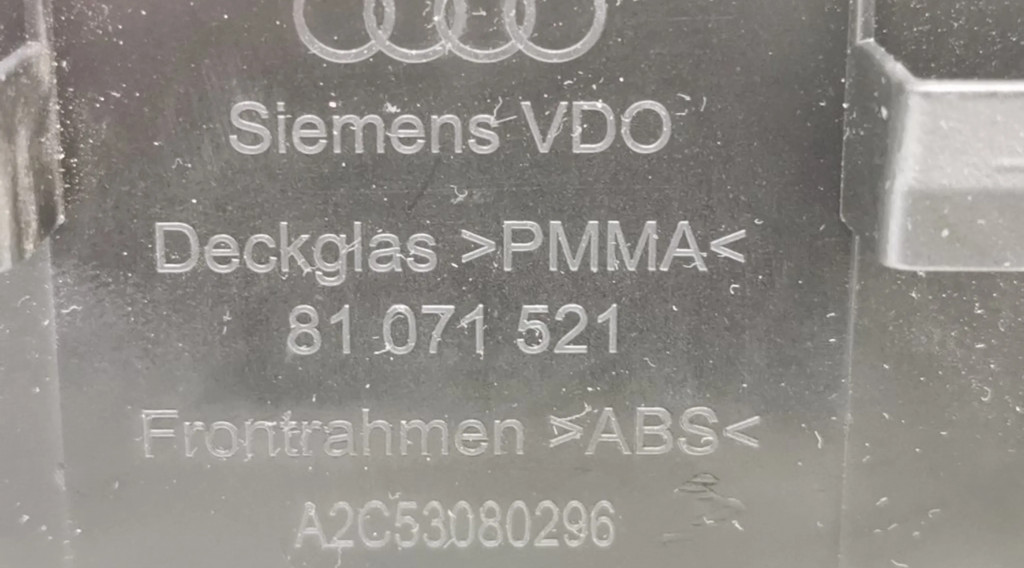 Siemens VDO
Deckglas >PMMA<
81 071 521
Frontrahmen >ABS<
A2C53080296